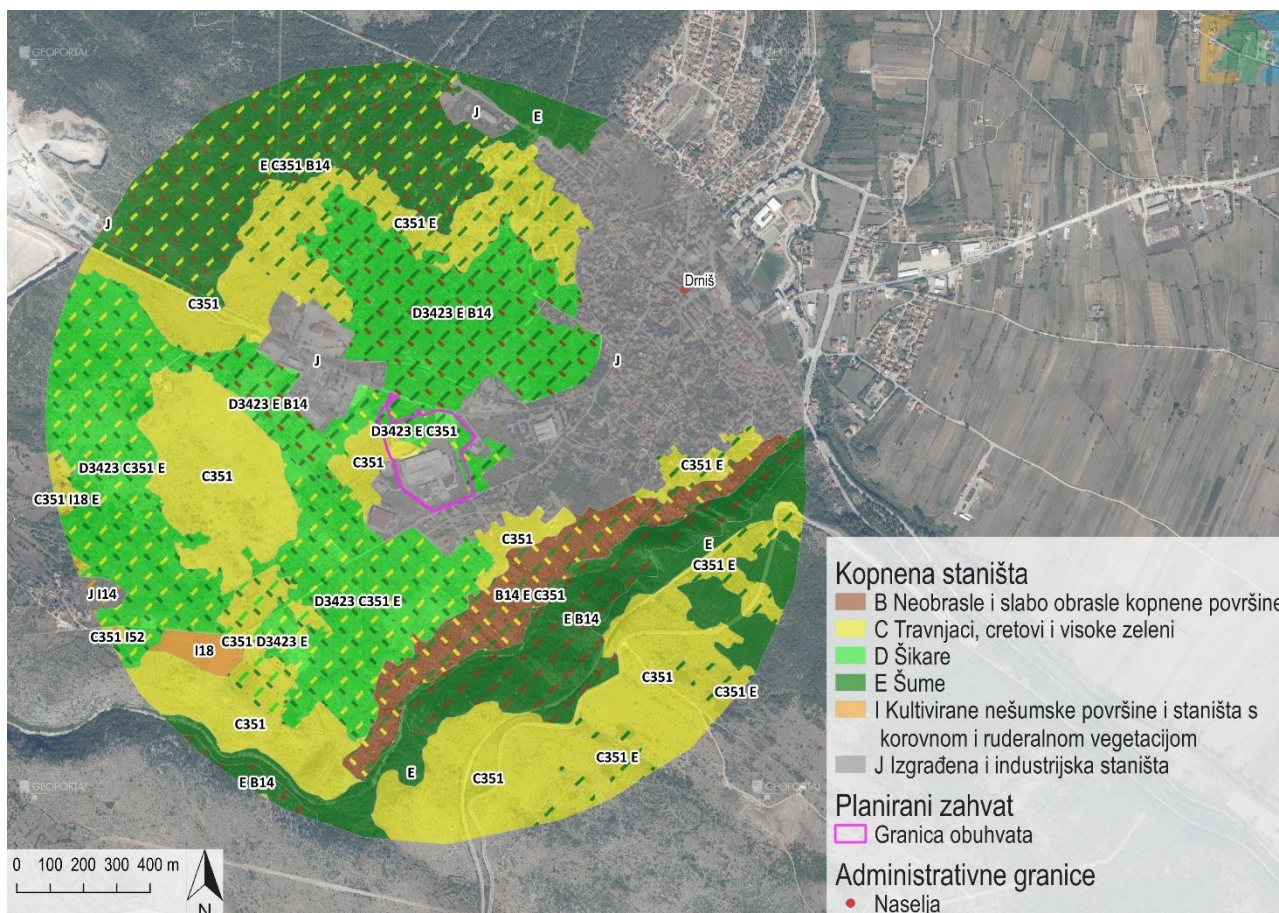 GEOPORTAL
GEOPORTAL
J
E
E C351 B14
C351 E
J
C351
Drniš
D3423 E B14
J
J
D3423 E B14
D3423 E C351
C351
D3423 C351 E
C351
C351 E
C351 I18 E
C351
E
C351 E
J I14
D3423 C351 E
B14 E C351
E B14
C351 I52
C351 D3423 E
I18
C351
C351 E
C351
E
C351
C351 E
E B14
GEOPORTAL
GEOPORTAL
Kopnena staništa
B Neobrasle i slabo obrasle kopnene površine
C Travnjaci, cretovi i visoke zeleni
D Šikare
E Šume
I Kultivirane nešumske površine i staništa s
korovnom i ruderalnom vegetacijom
J Izgrađena i industrijska staništa
Planirani zahvat
Granica obuhvata
Administrativne granice
Naselja
0 100 200 300 400 m
N